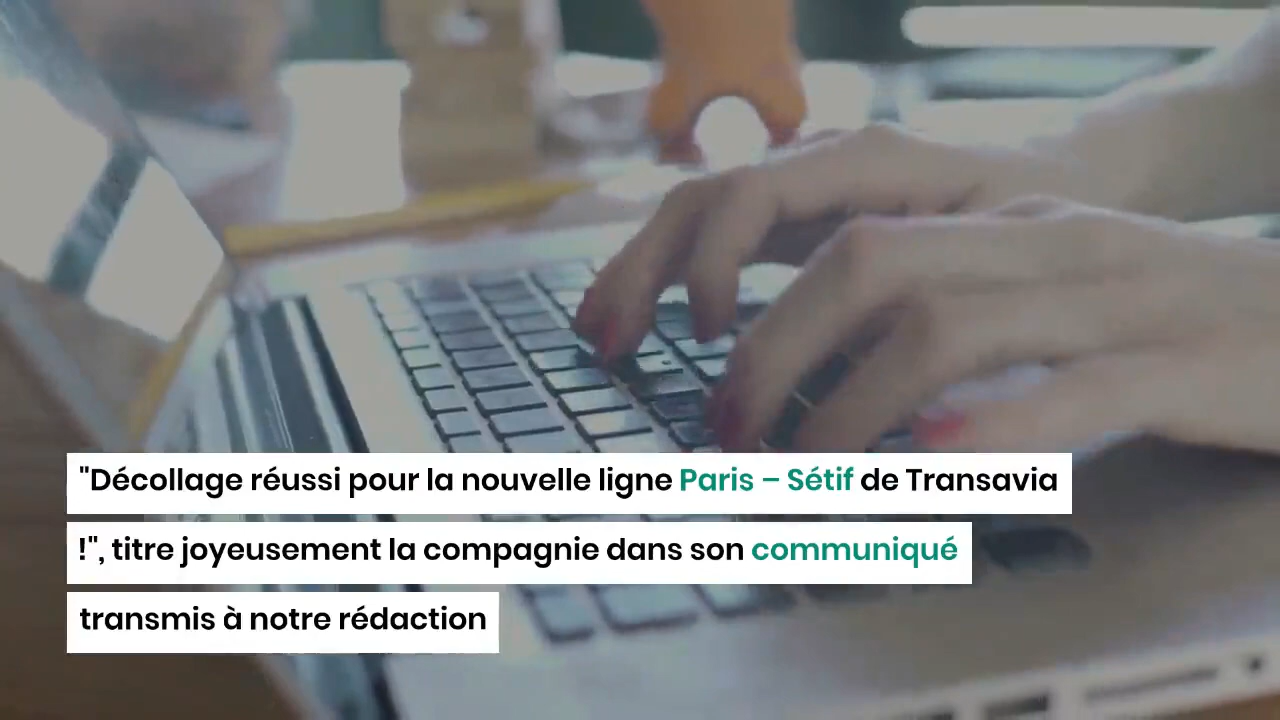 "Décollage réussi pour la nouvelle ligne Paris – Sétif de Transavia
!", titre joyeusement la compagnie dans son communiqué
transmis à notre rédaction